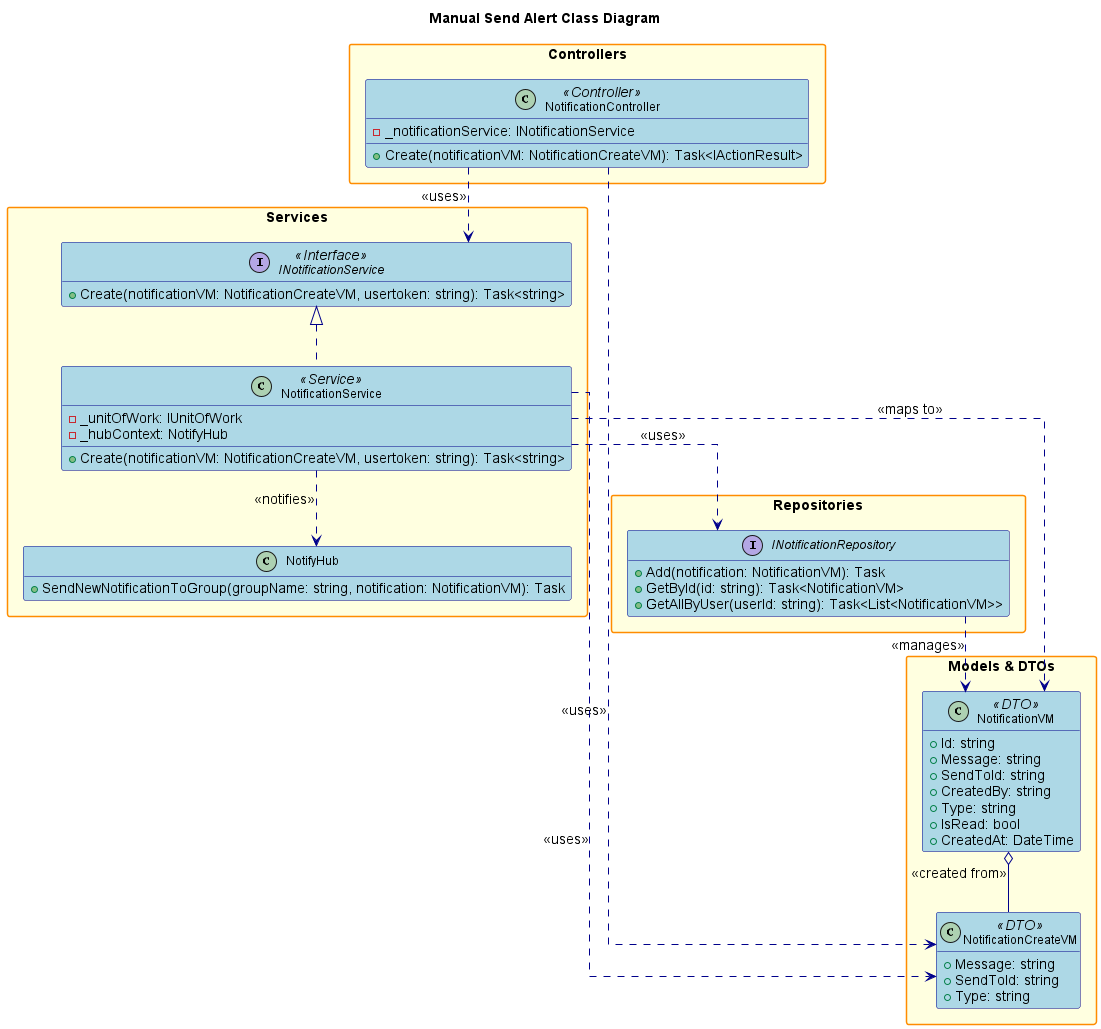 Manual Send Alert Class Diagram
Controllers
C
«Controller»
NotificationController
_notificationService: INotificationService
Create(notificationVM: NotificationCreateVM): Task<IActionResult>
«uses»
Services
I
«Interface»
INotificationService
Create(notificationVM: NotificationCreateVM, usertoken: string): Task<string>
C
«Service»
NotificationService
_unitOfWork: IUnitOfWork
_hubContext: NotifyHub
Create(notificationVM: NotificationCreateVM, usertoken: string): Task<string>
«maps to»
«uses»
«notifies»
C
NotifyHub
SendNewNotificationToGroup(groupName: string, notification: NotificationVM): Task
Repositories
I
INotificationRepository
Add(notification: NotificationVM): Task
GetById(id: string): Task<NotificationVM>
GetAllByUser(userId: string): Task<List<NotificationVM>>
«manages»
«uses»
«uses»
Models & DTOs
C
«DTO»
NotificationVM
Id: string
Message: string
SendToId: string
CreatedBy: string
Type: string
IsRead: bool
CreatedAt: DateTime
«created from»
C
«DTO»
NotificationCreateVM
Message: string
SendToId: string
Type: string